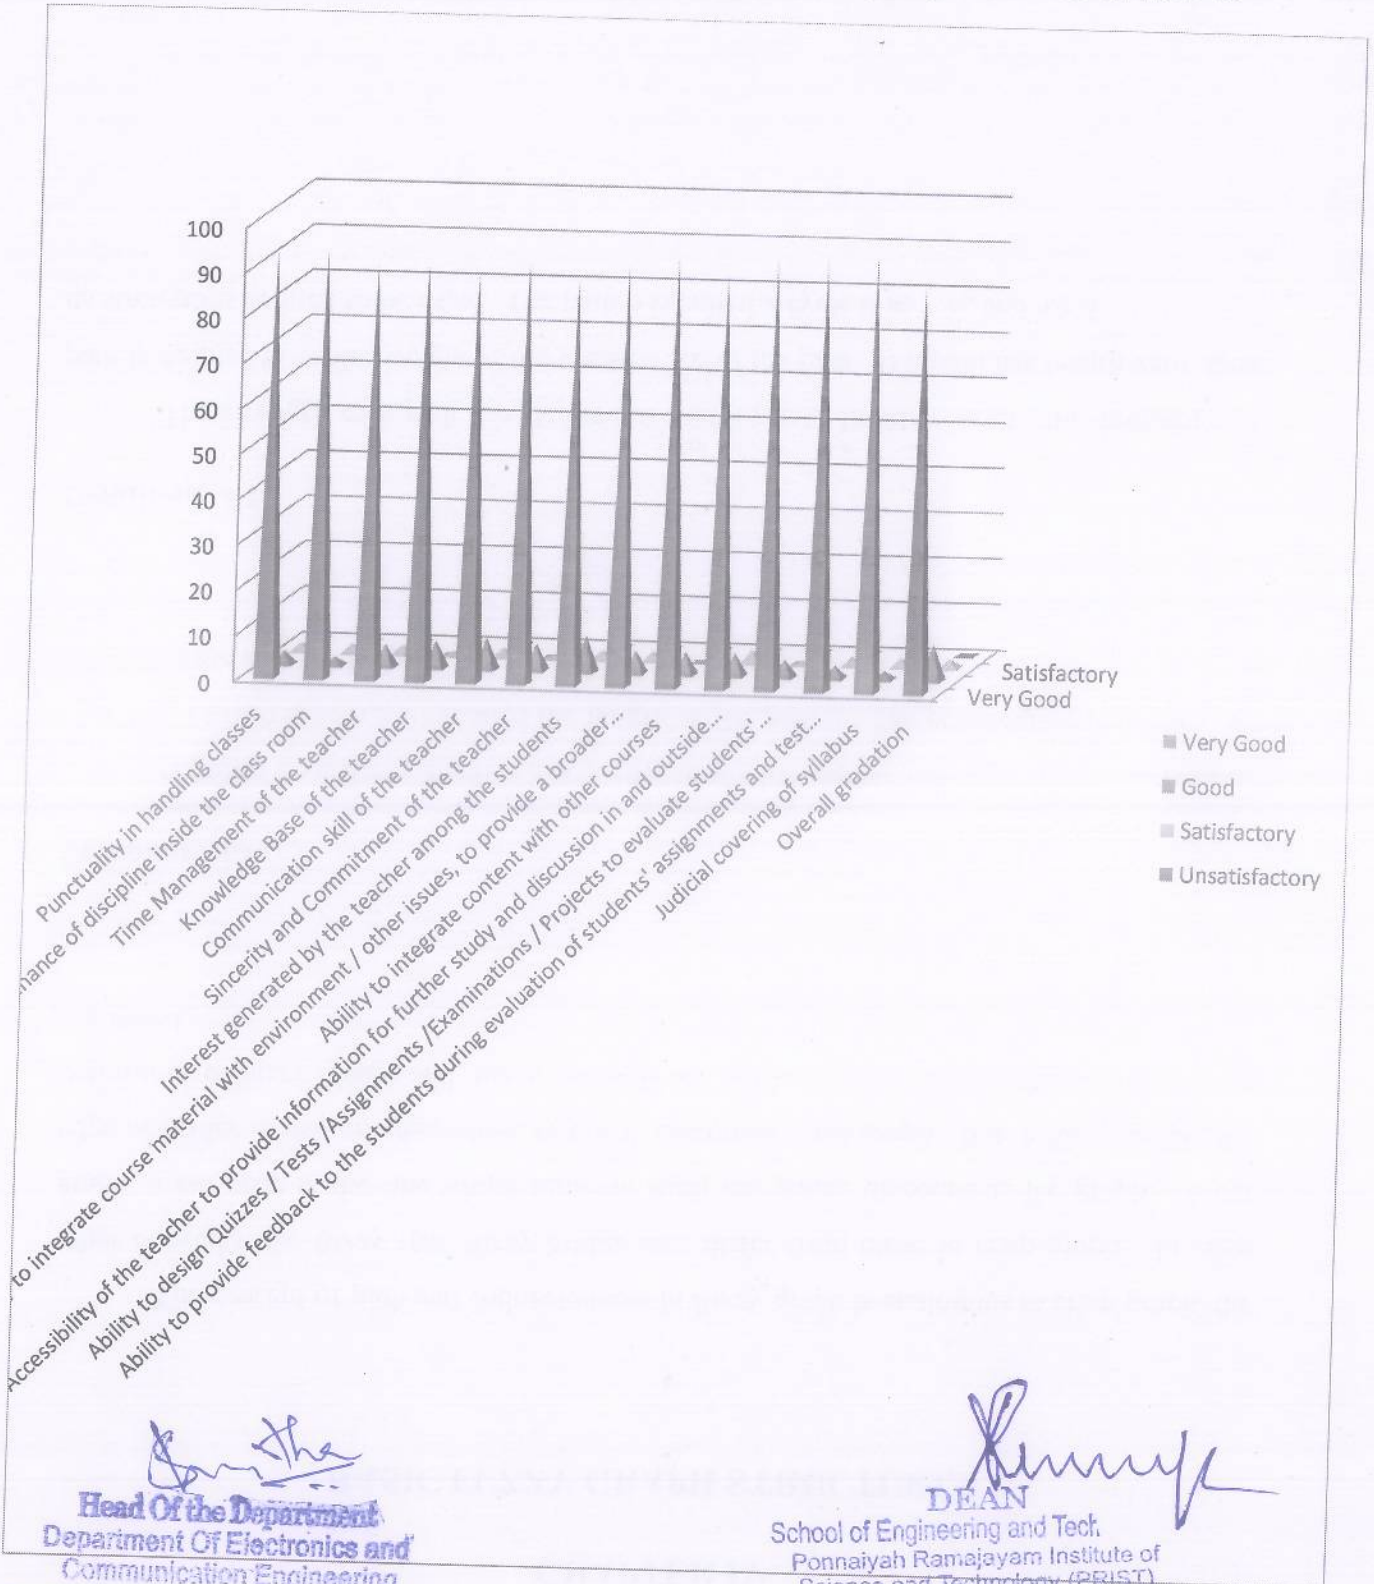 100
90
80
70
60
50
40
30
20
10
0
Satisfactory
Very Good
Very Good
Good
Satisfactory
Unsatisfactory
Punctuality in handling classes
of discipline inside the class room
Time Management of the teacher
Knowledge Base of the teacher
Communication skill of the teacher
Sincerity and Commitment of the teacher
Interest generated by the teacher among the students
to integrate course material with environment / other issues, to provide a broader...
Ability to integrate content with other courses
Accessibility of the teacher to provide information for further study and discussion in and outside...
Ability to design Quizzes / Tests /Assignments /Examinations / Projects to evaluate students'...
Ability to provide feedback to the students during evaluation of students' assignments and test...
Judicial covering of syllabus
Overall gradation
Head Of the Department
Department Of Electronics and
Communication Engineering
DEAN
School of Engineering and Tech.
Ponnaiyah Ramajayam Institute of
Science and Technology (PRIST)